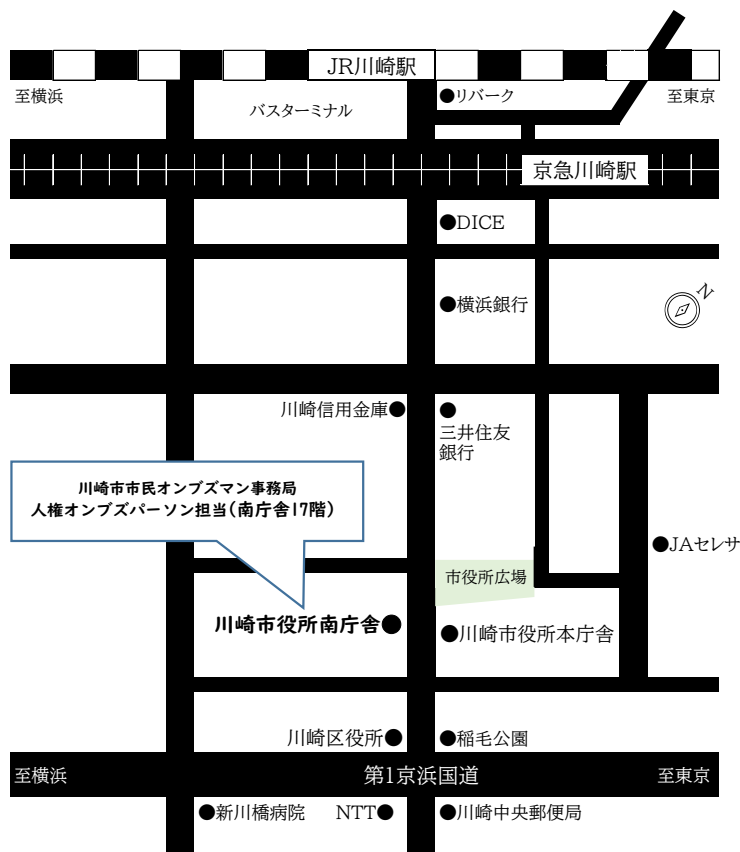 JR川崎駅
至横浜
バスターミナル
●リバーク
至東京
京急川崎駅
●DICE
●横浜銀行
N
川崎信用金庫●
●
三井住友
銀行
川崎市市民オンブズマン事務局
人権オンブズパーソン担当(南庁舎17階)
●JAセレサ
市役所広場
川崎市役所南庁舎●
●川崎市役所本庁舎
川崎区役所●
●稲毛公園
至横浜
第1京浜国道
至東京
●新川橋病院
NTT●
●川崎中央郵便局